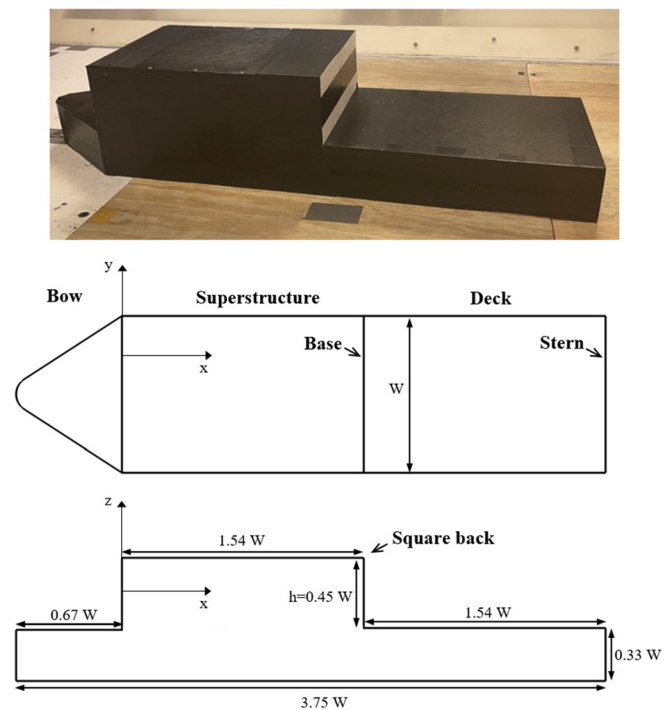 y
Bow
Superstructure
Deck
Base
Stern
x
W
z
1.54 W
Square back
x
h=0.45 W
0.67 W
1.54 W
0.33 W
3.75 W